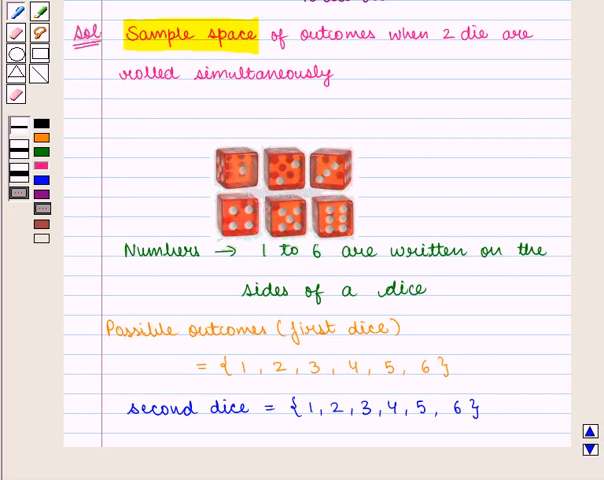 Sol Sample space of outcomes when 2 die are
rolled simultaneously
Numbers → 1 to 6 are written on the
sides of a dice
Possible outcomes (first dice)
= {1, 2, 3, 4, 5, 6}
second dice = {1, 2, 3, 4, 5, 6}